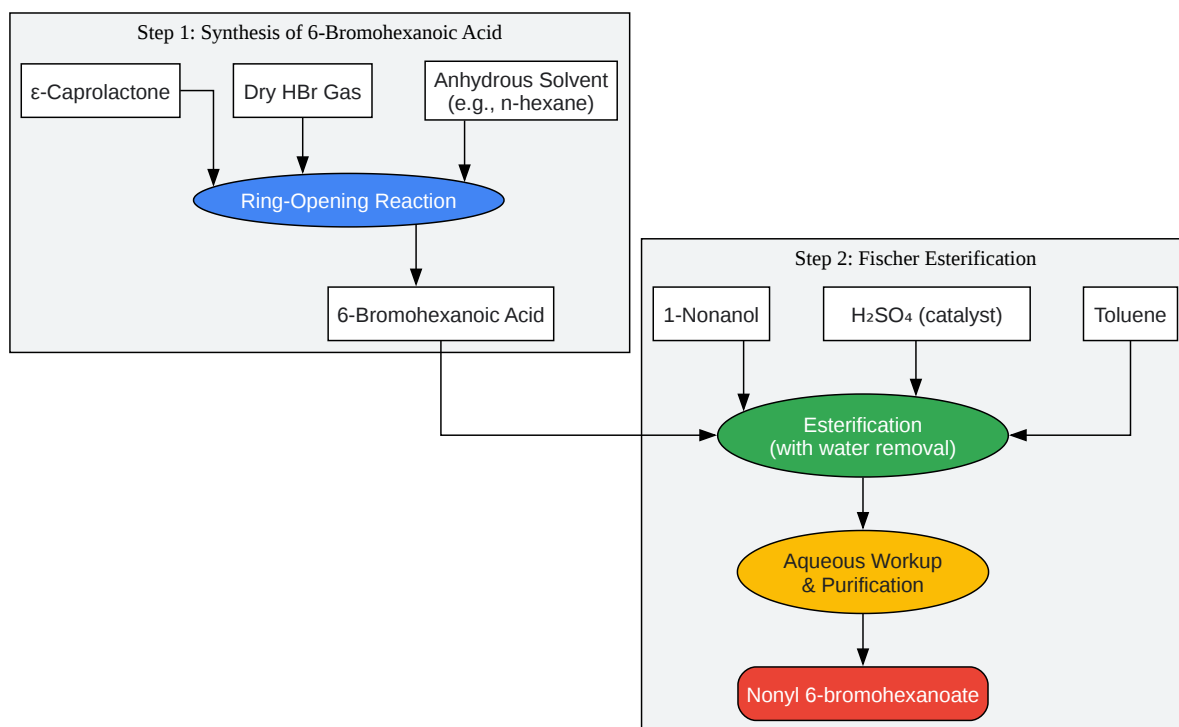 Step 1: Synthesis of 6-Bromohexanoic Acid
ε-Caprolactone
Dry HBr Gas
Anhydrous Solvent
(e.g., n-hexane)
Ring-Opening Reaction
6-Bromohexanoic Acid
Step 2: Fischer Esterification
1-Nonanol
H₂SO₄ (catalyst)
Toluene
Esterification
(with water removal)
Aqueous Workup
& Purification
Nonyl 6-bromohexanoate